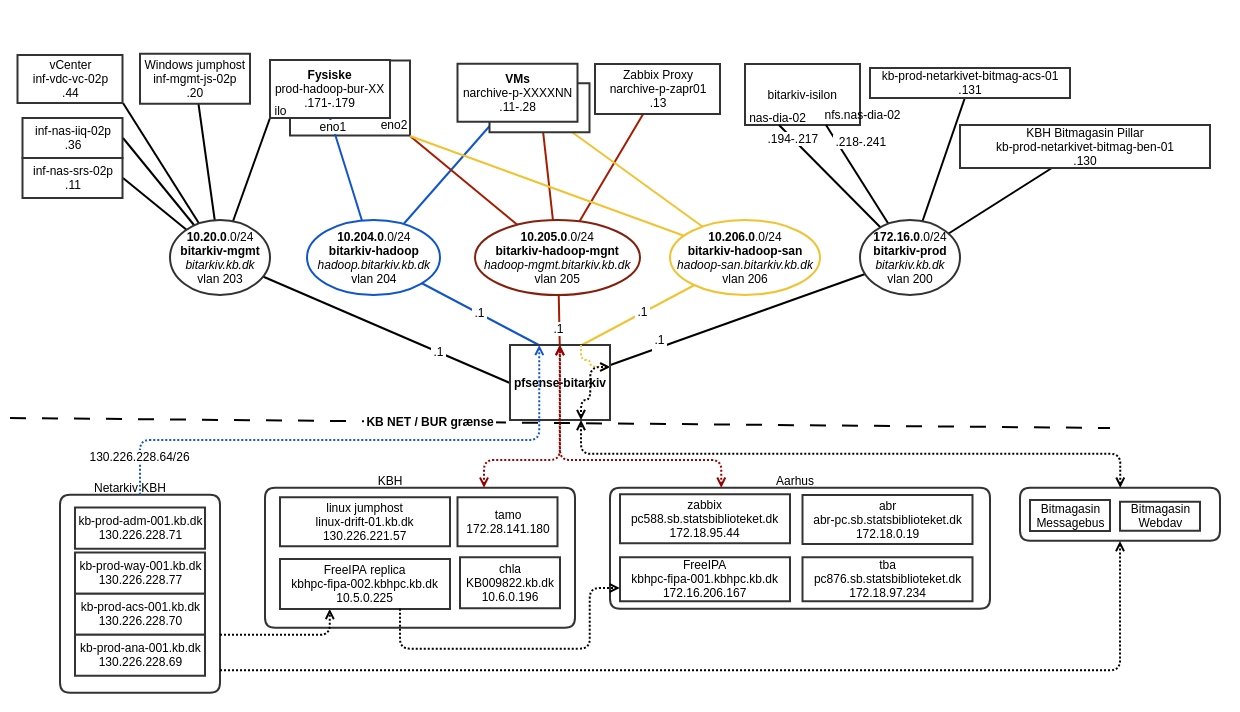 vCenter
inf-vdc-vc-02p
.44
Windows jumphost
inf-mgmt-js-02p
.20
inf-nas-iiq-02p
.36
inf-nas-srs-02p
.11
Fysiske
prod-hadoop-bur-XX
.171-.179
ilo
eno1
eno2
VMs
narchive-p-XXXXNN
.11-.28
Zabbix Proxy
narchive-p-zapr01
.13
bitarkiv-isilon
nas-dia-02
nfs.nas-dia-02
.194-.217
.218-.241
kb-prod-netarkivet-bitmag-acs-01
.131
KBH Bitmagasin Pillar
kb-prod-netarkivet-bitmag-ben-01
.130
10.20.0.0/24
bitarkiv-mgmt
bitarkiv.kb.dk
vlan 203
10.204.0.0/24
bitarkiv-hadoop
hadoop.bitarkiv.kb.dk
vlan 204
10.205.0.0/24
bitarkiv-hadoop-mgnt
hadoop-mgmt.bitarkiv.kb.dk
vlan 205
10.206.0.0/24
bitarkiv-hadoop-san
hadoop-san.bitarkiv.kb.dk
vlan 206
172.16.0.0/24
bitarkiv-prod
bitarkiv.kb.dk
vlan 200
.1
.1
.1
.1
.1
pfsense-bitarkiv
KB NET / BUR grænse
130.226.228.64/26
Netarkiv KBH
kb-prod-adm-001.kb.dk
130.226.228.71
kb-prod-way-001.kb.dk
130.226.228.77
kb-prod-acs-001.kb.dk
130.226.228.70
kb-prod-ana-001.kb.dk
130.226.228.69
KBH
linux jumphost
linux-drift-01.kb.dk
130.226.221.57
tamo
172.28.141.180
FreeIPA replica
kbhpc-fipa-002.kbhpc.kb.dk
10.5.0.225
chla
KB009822.kb.dk
10.6.0.196
Aarhus
zabbix
pc588.sb.statsbiblioteket.dk
172.18.95.44
abr
abr-pc.sb.statsbiblioteket.dk
172.18.0.19
FreeIPA
kbhpc-fipa-001.kbhpc.kb.dk
172.16.206.167
tba
pc876.sb.statsbiblioteket.dk
172.18.97.234
Bitmagasin
Messagebus
Bitmagasin
Webdav